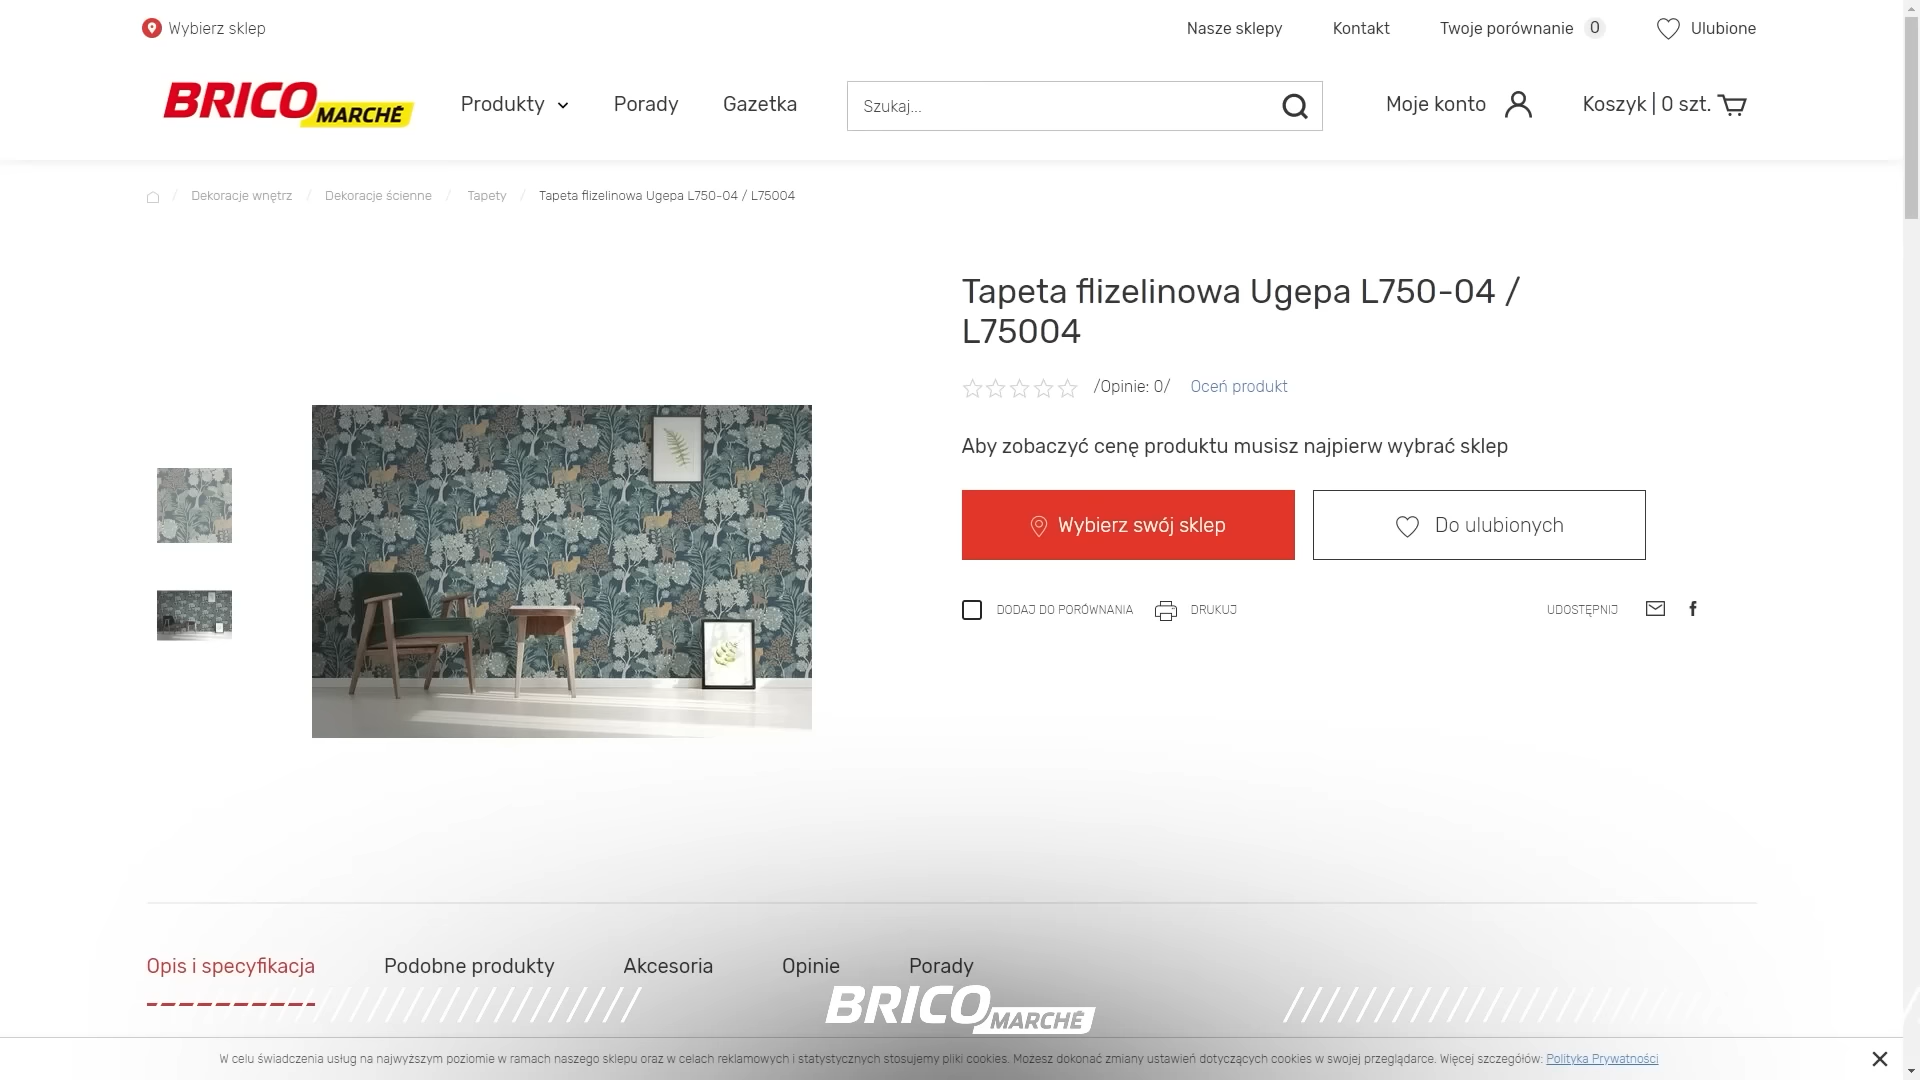 Wybierz sklep
Nasze sklepy
Kontakt
Twoje porównanie 0
Ulubione
BRICO MARCHÉ
Produkty
Porady
Gazetka
Szukaj...
Moje konto
Koszyk | 0 szt.
/ Dekoracje wnętrz / Dekoracje ścienne / Tapety / Tapeta flizelinowa Ugepa L750-04 / L75004
Tapeta flizelinowa Ugepa L750-04 /
L75004
/Opinie: 0/ Oceń produkt
Aby zobaczyć cenę produktu musisz najpierw wybrać sklep
Wybierz swój sklep
Do ulubionych
DODAJ DO PORÓWNANIA
DRUKUJ
UDOSTĘPNIJ
Opis i specyfikacja
Podobne produkty
Akcesoria
Opinie
Porady
BRICO MARCHÉ
W celu świadczenia usług na najwyższym poziomie w ramach naszego sklepu oraz w celach reklamowych i statystycznych stosujemy pliki cookies. Możesz dokonać zmiany ustawień dotyczących cookies w swojej przeglądarce. Więcej szczegółów: Polityka Prywatności